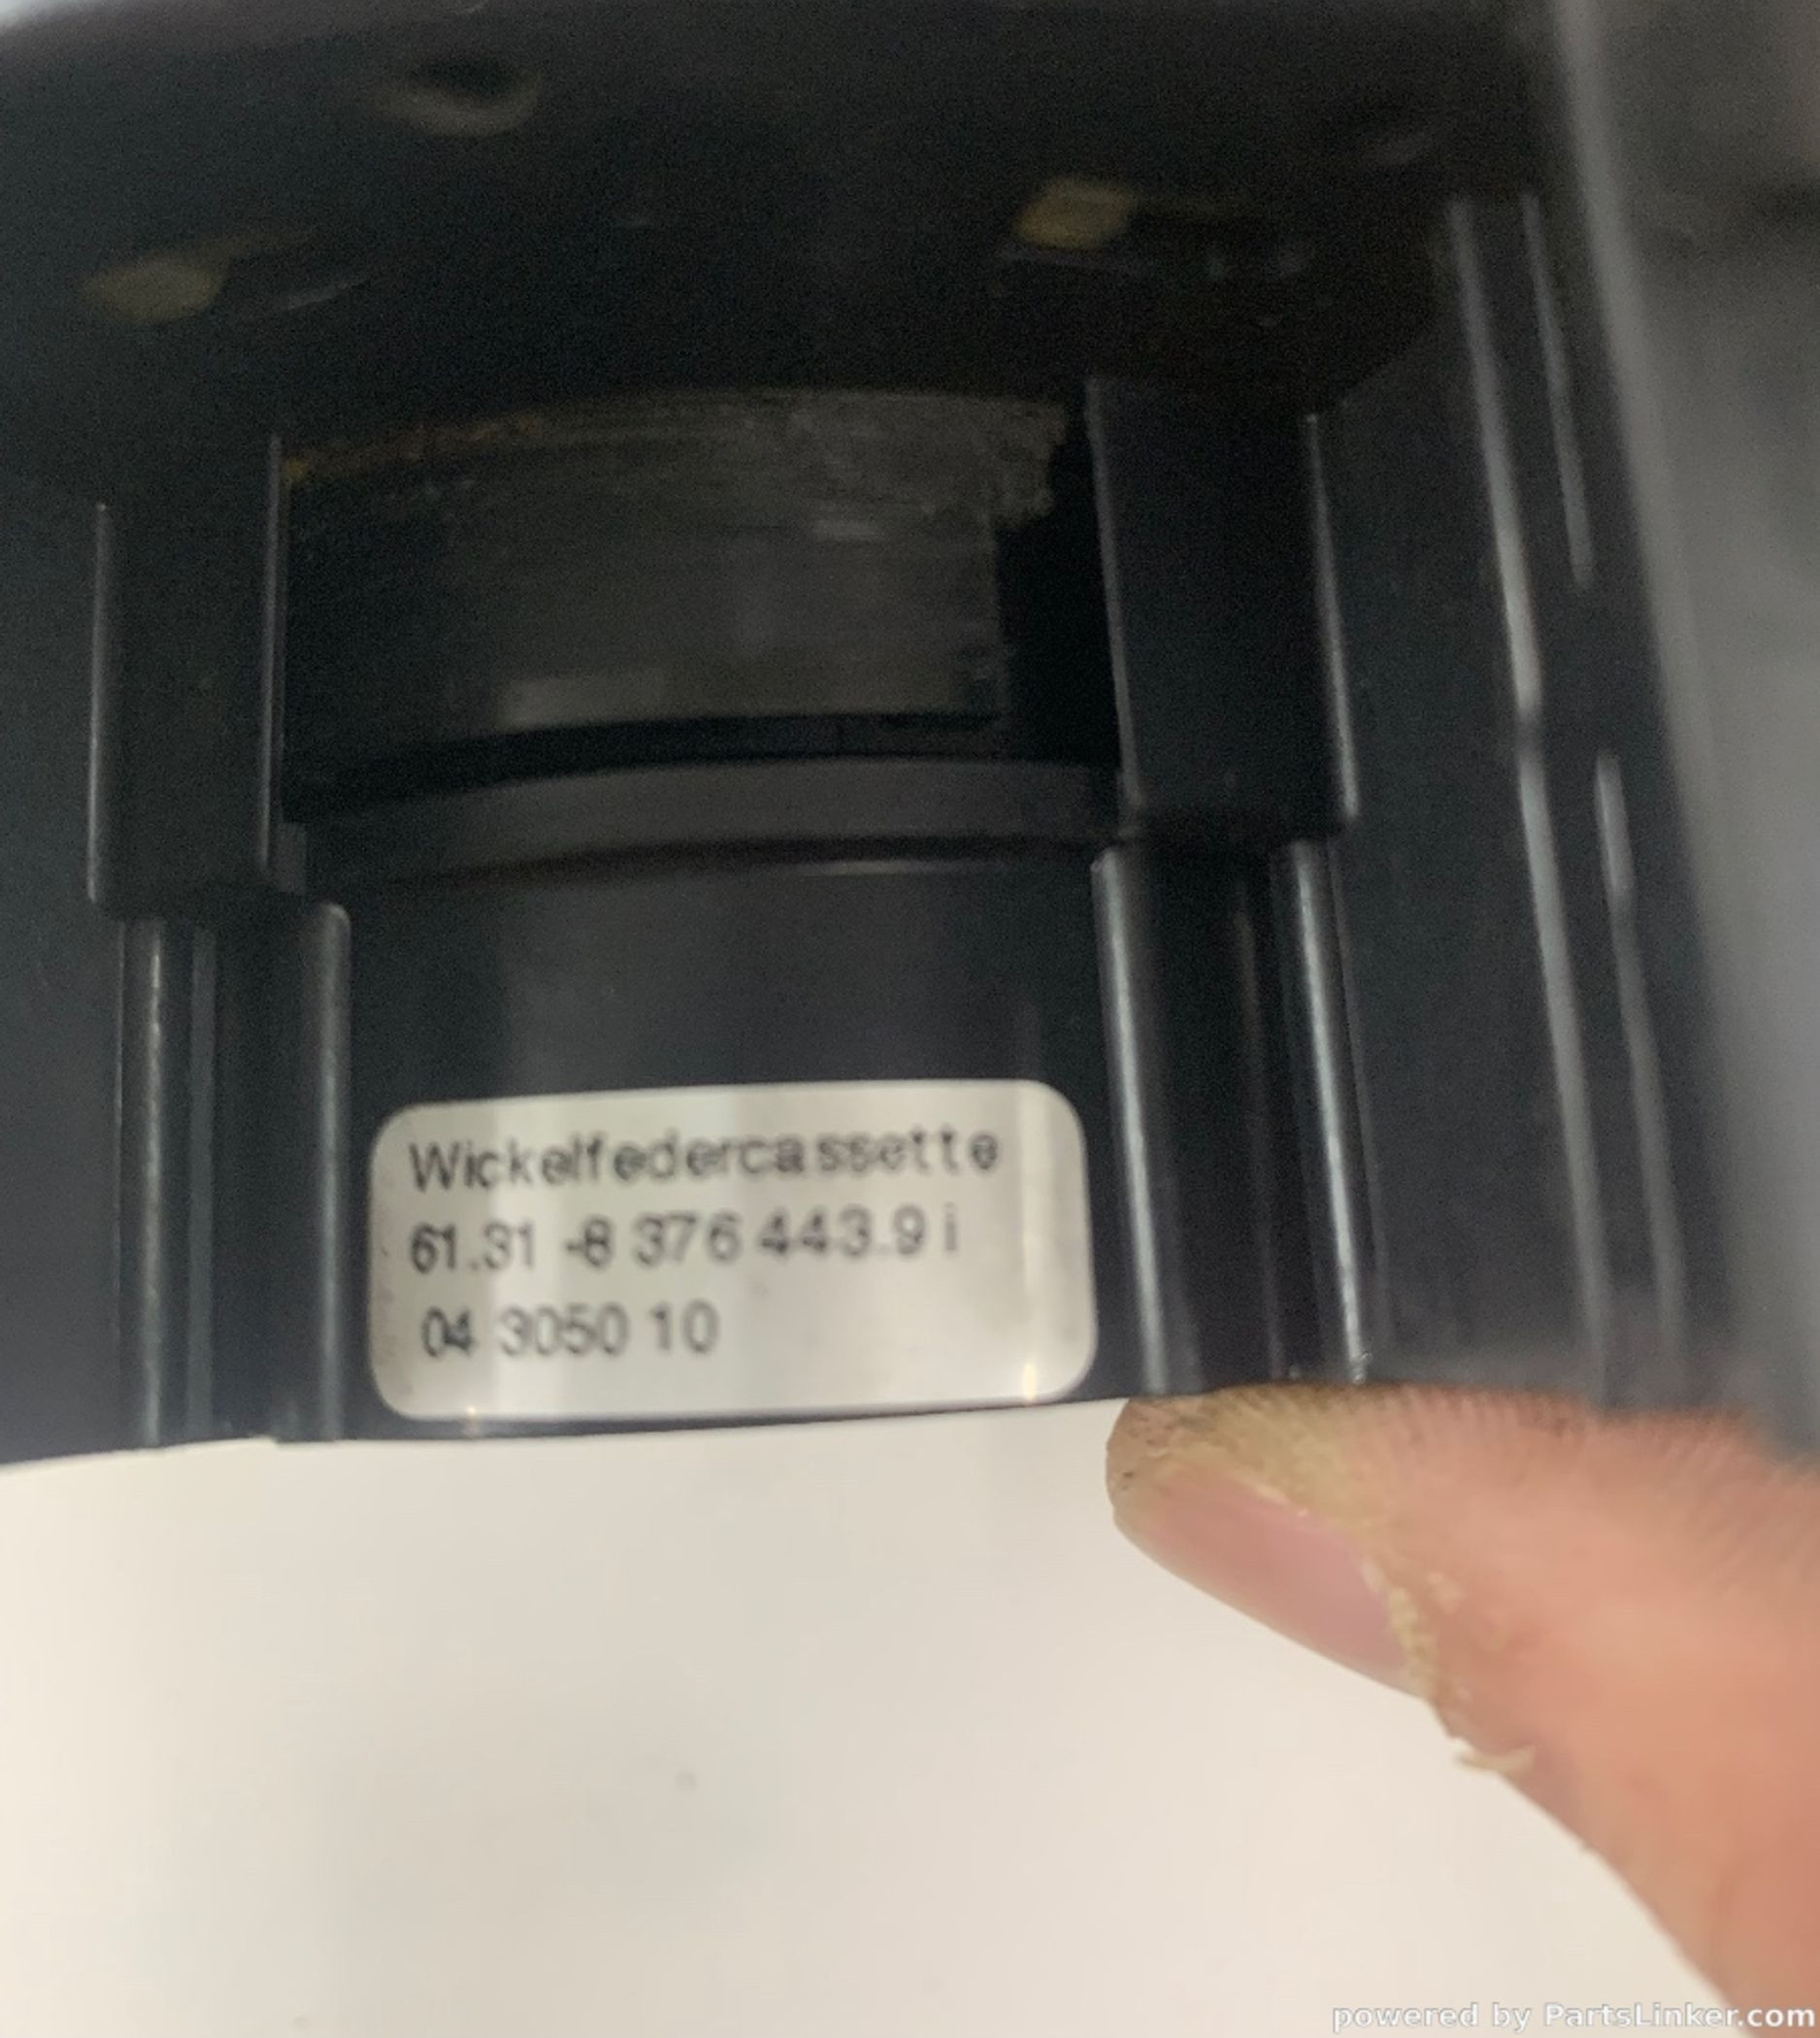 Wickelfedercassette
61.31 -8 376 443.9 i
04 3050 10
powered by PartsLinker.com